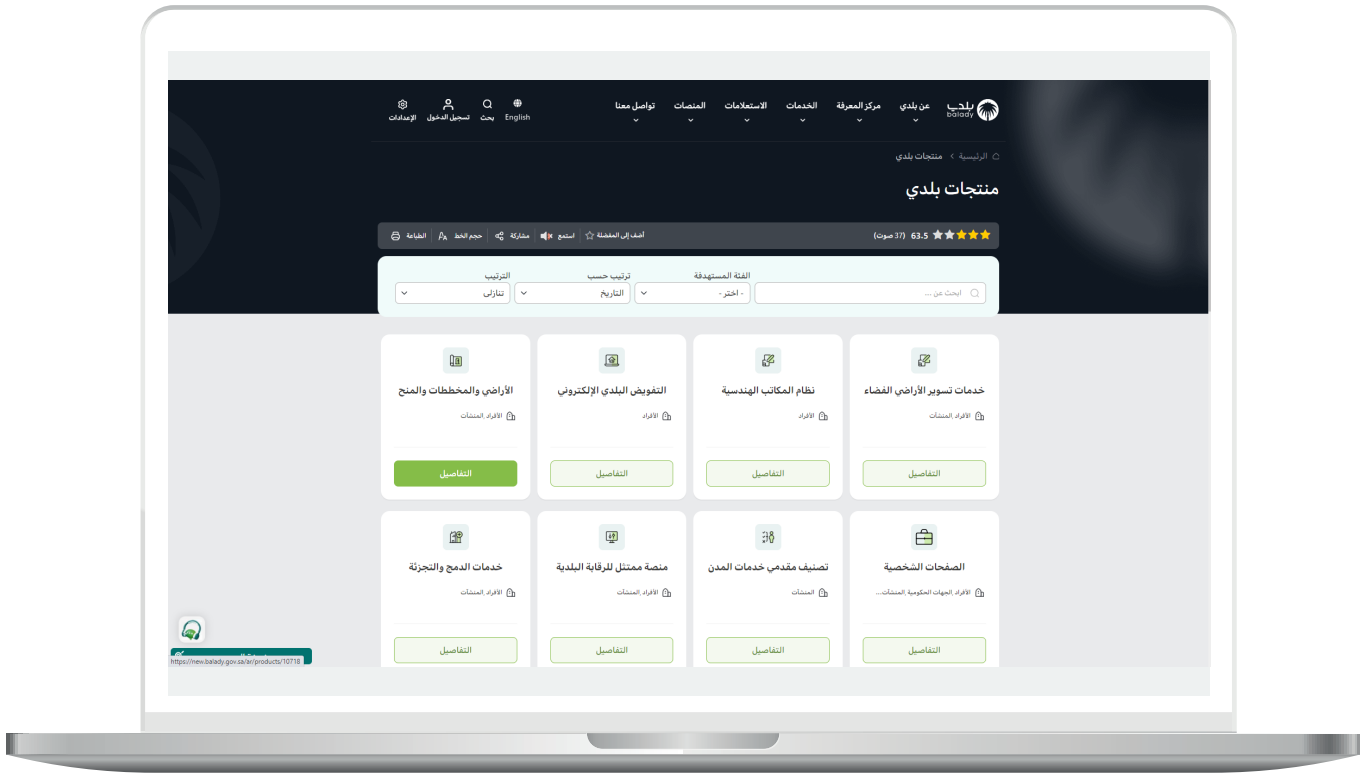 بلدي
balady
عن بلدي
مركز المعرفة
الخدمات
الاستعلامات
المنصات
تواصل معنا
English
بحث
تسجيل الدخول
الإعدادات
الرئيسية > منتجات بلدي
منتجات بلدي
63.5 (37 صوت)
أضف إلى المفضلة
استمع
مشاركة
حجم الخط
الطباعة
الفئة المستهدفة
ترتيب حسب
الترتيب
ابحث عن ...
- اختر -
التاريخ
تنازلي
خدمات تسوير الأراضي الفضاء
الأفراد, المنشآت
التفاصيل
نظام المكاتب الهندسية
الأفراد
التفاصيل
التفويض البلدي الإلكتروني
الأفراد
التفاصيل
الأراضي والمخططات والمنح
الأفراد, المنشآت
التفاصيل
الصفحات الشخصية
الأفراد, الجهات الحكومية, المنشآت...
التفاصيل
تصنيف مقدمي خدمات المدن
المنشآت
التفاصيل
منصة ممتثل للرقابة البلدية
الأفراد, المنشآت
التفاصيل
خدمات الدمج والتجزئة
الأفراد, المنشآت
التفاصيل
https://new.balady.gov.sa/ar/products/10718